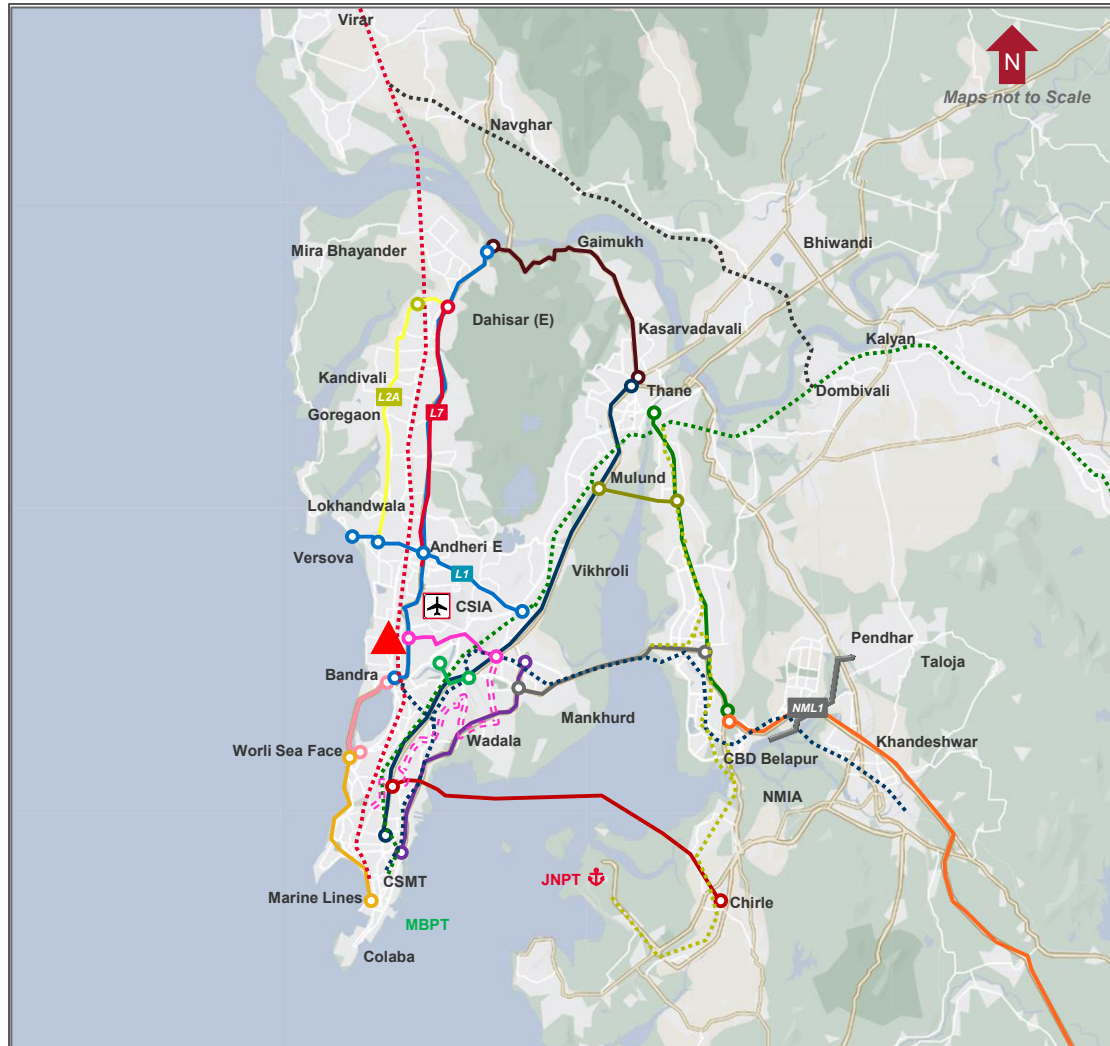 Virar
N
Maps not to Scale
Navghar
Mira Bhayander
Gaimukh
Bhiwandi
Dahisar (E)
Kasarvadavali
Kalyan
Kandivali
L2A
Thane
Dombivali
Goregaon
L7
Mulund
Lokhandwala
Versova
Andheri E
L1
Vikhroli
CSIA
Pendhar
Taloja
Bandra
NML1
Mankhurd
Wadala
Khandeshwar
Worli Sea Face
CBD Belapur
NMIA
CSMT
JNPT
Marine Lines
Chirle
MBPT
Colaba